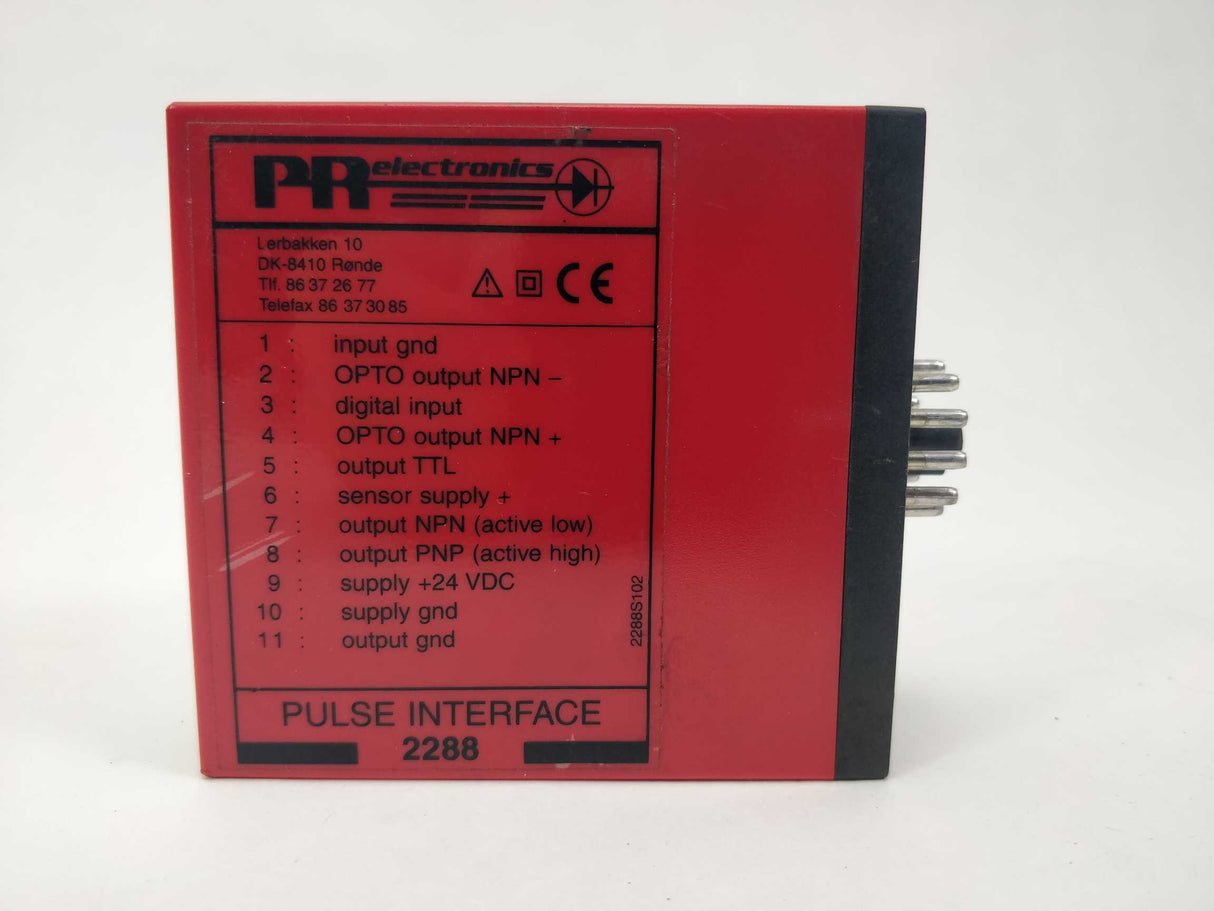 PR electronics
Lerbakken 10
DK-8410 Rønde
Tlf. 86 37 26 77
Telefax 86 37 30 85
CE
1 : input gnd
2 : OPTO output NPN –
3 : digital input
4 : OPTO output NPN +
5 : output TTL
6 : sensor supply +
7 : output NPN (active low)
8 : output PNP (active high)
9 : supply +24 VDC
10 : supply gnd
11 : output gnd
2288S102
PULSE INTERFACE
2288